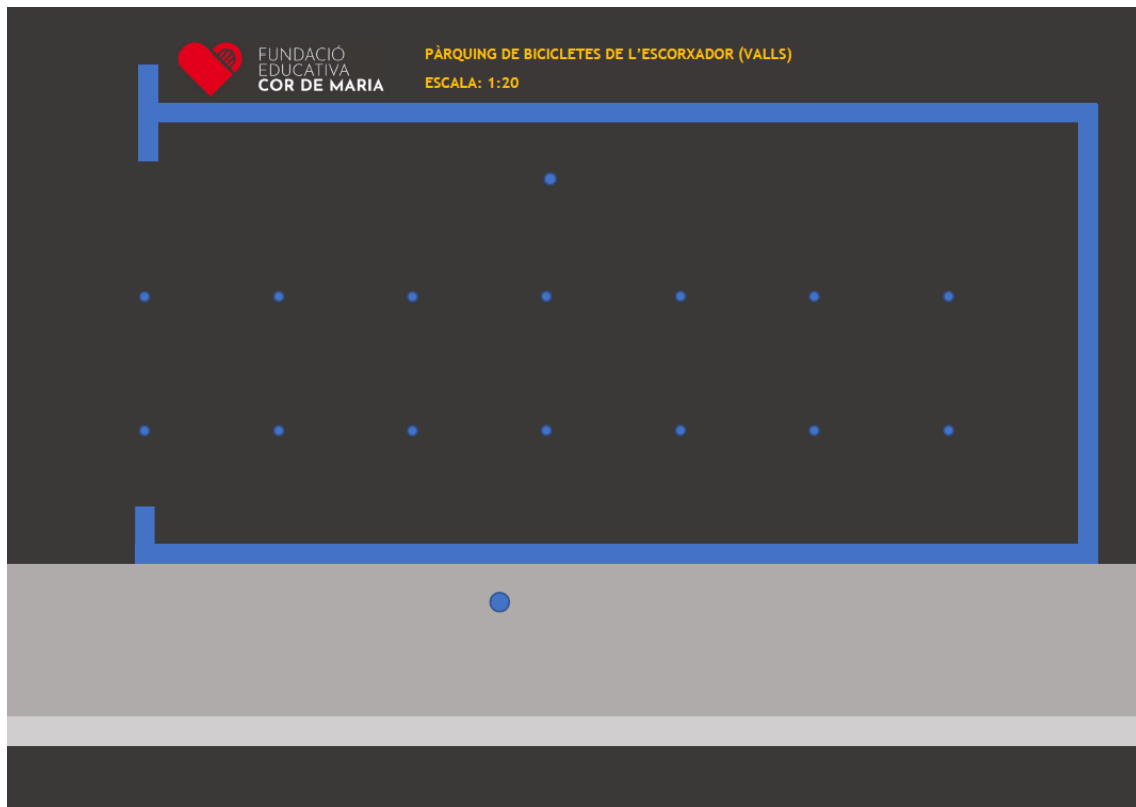 FUNDACIÓ
EDUCATIVA
COR DE MARIA
PÀRQUING DE BICICLETES DE L'ESCORXADOR (VALLS)
ESCALA: 1:20